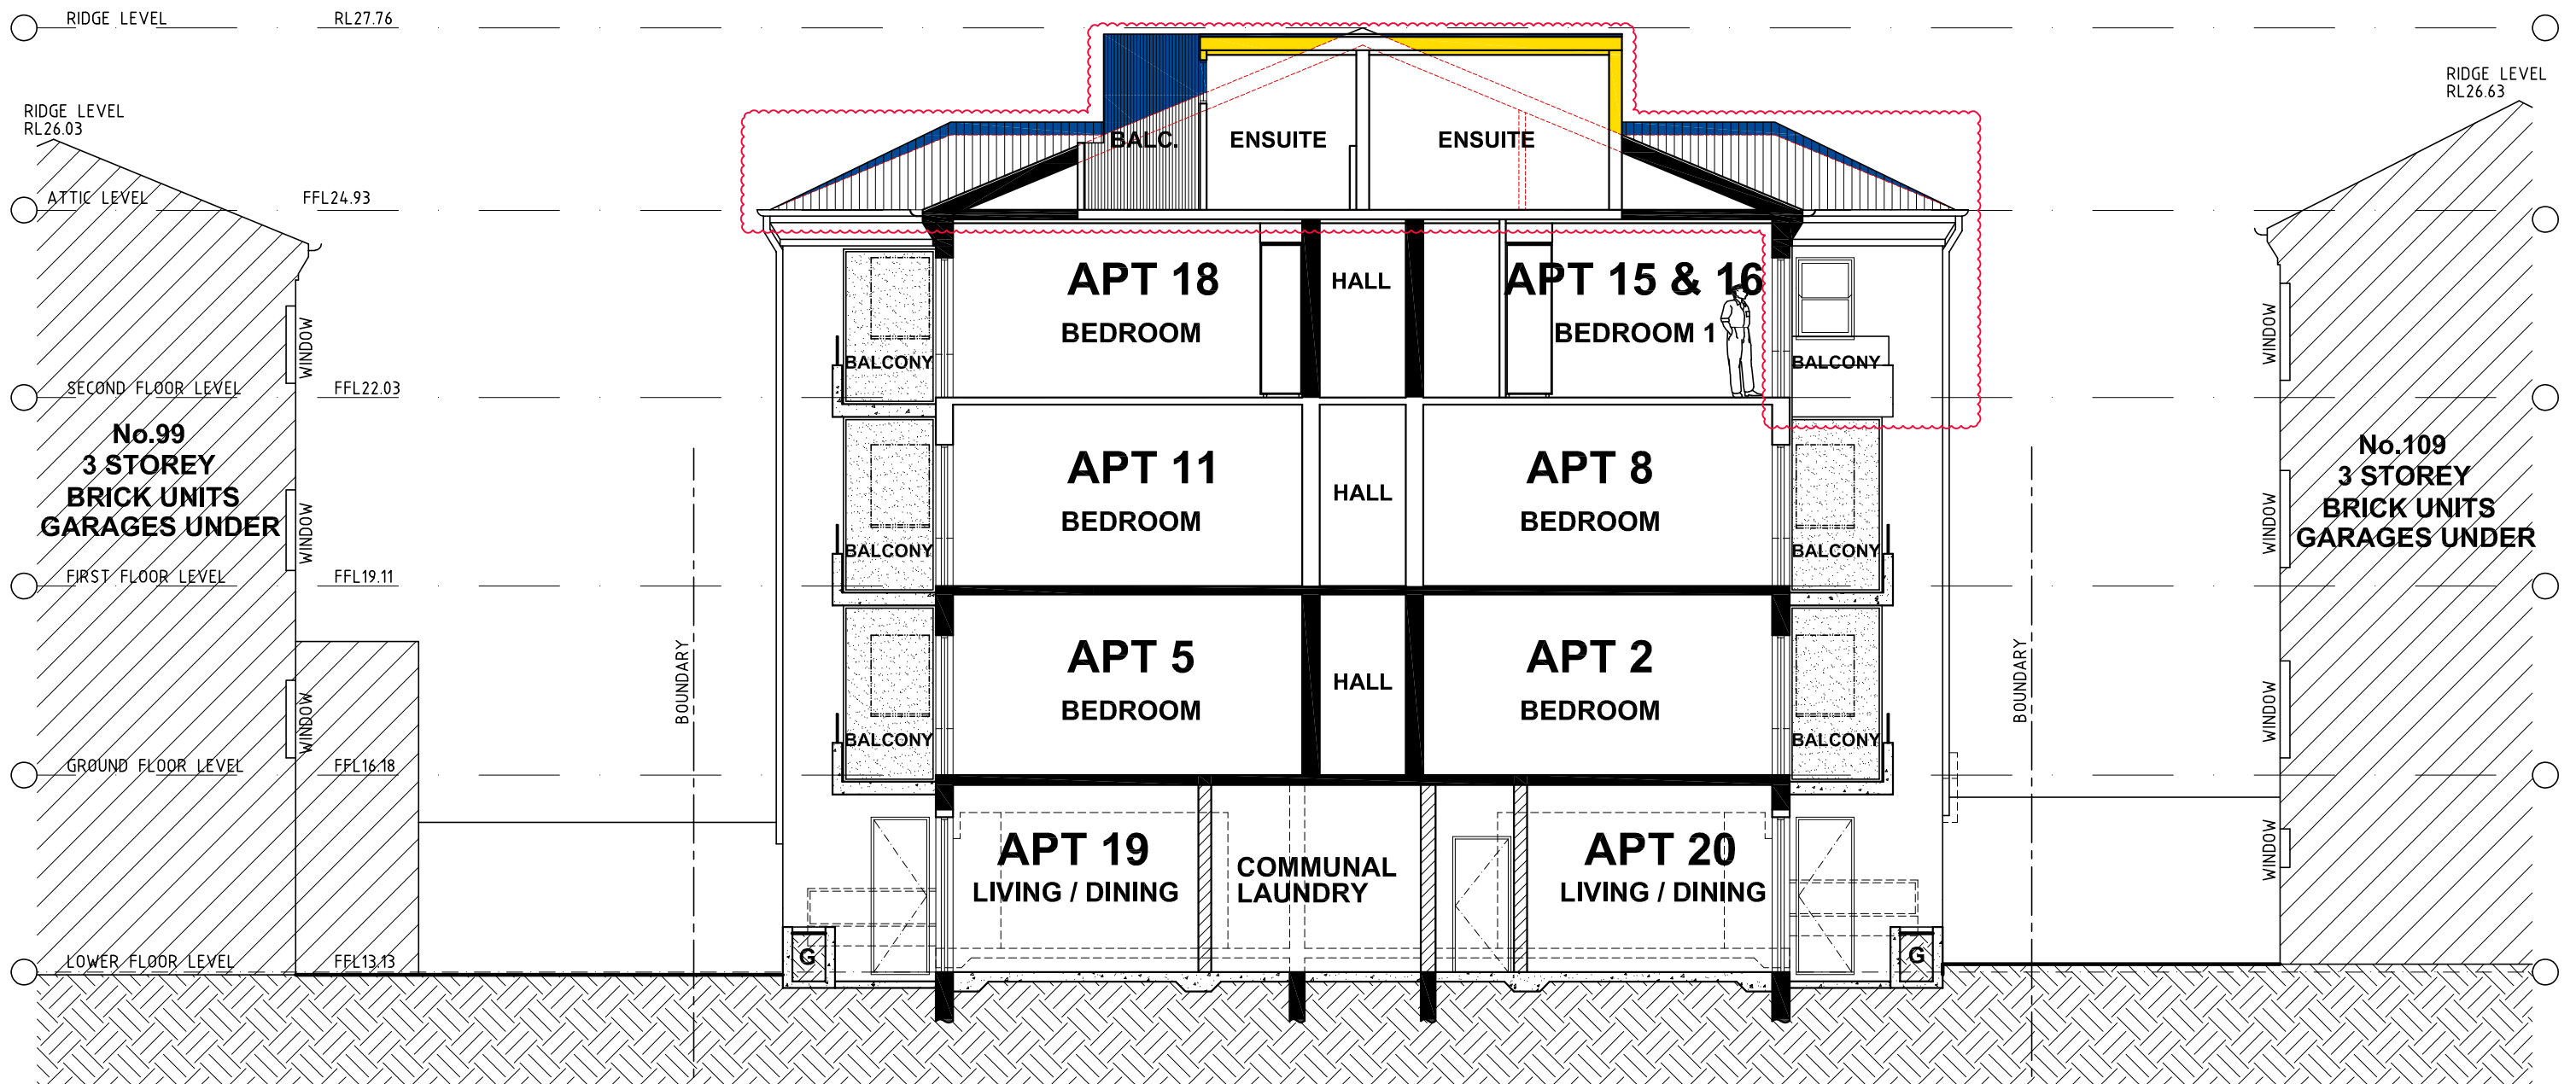 RIDGE LEVEL RL27.76
RIDGE LEVEL
RL26.63
RIDGE LEVEL
RL26.03
BALC. ENSUITE ENSUITE
ATTIC LEVEL FFL24.93
APT 18 HALL APT 15 & 16
BEDROOM BEDROOM 1
WINDOW WINDOW
BALCONY BALCONY
SECOND FLOOR LEVEL FFL22.03
No.99
3 STOREY
BRICK UNITS
GARAGES UNDER
No.109
3 STOREY
BRICK UNITS
GARAGES UNDER
APT 11 HALL APT 8
BEDROOM BEDROOM
WINDOW WINDOW
BALCONY BALCONY
FIRST FLOOR LEVEL FFL19.11
APT 5 HALL APT 2
BEDROOM BEDROOM
BOUNDARY BOUNDARY
WINDOW WINDOW
BALCONY BALCONY
GROUND FLOOR LEVEL FFL16.18
APT 19 COMMUNAL APT 20
LIVING / DINING LAUNDRY LIVING / DINING
WINDOW
G G
LOWER FLOOR LEVEL FFL13.13